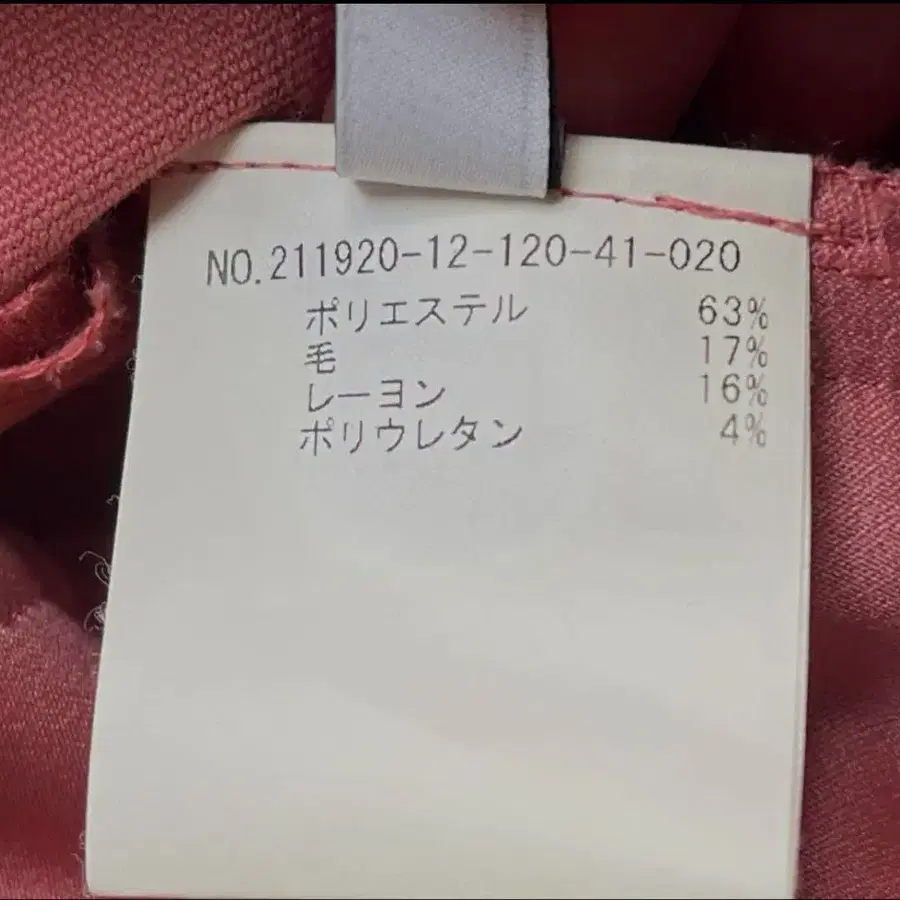 NO.211920-12-120-41-020
ポリエステル 63%
毛 17%
レーヨン 16%
ポリウレタン 4%